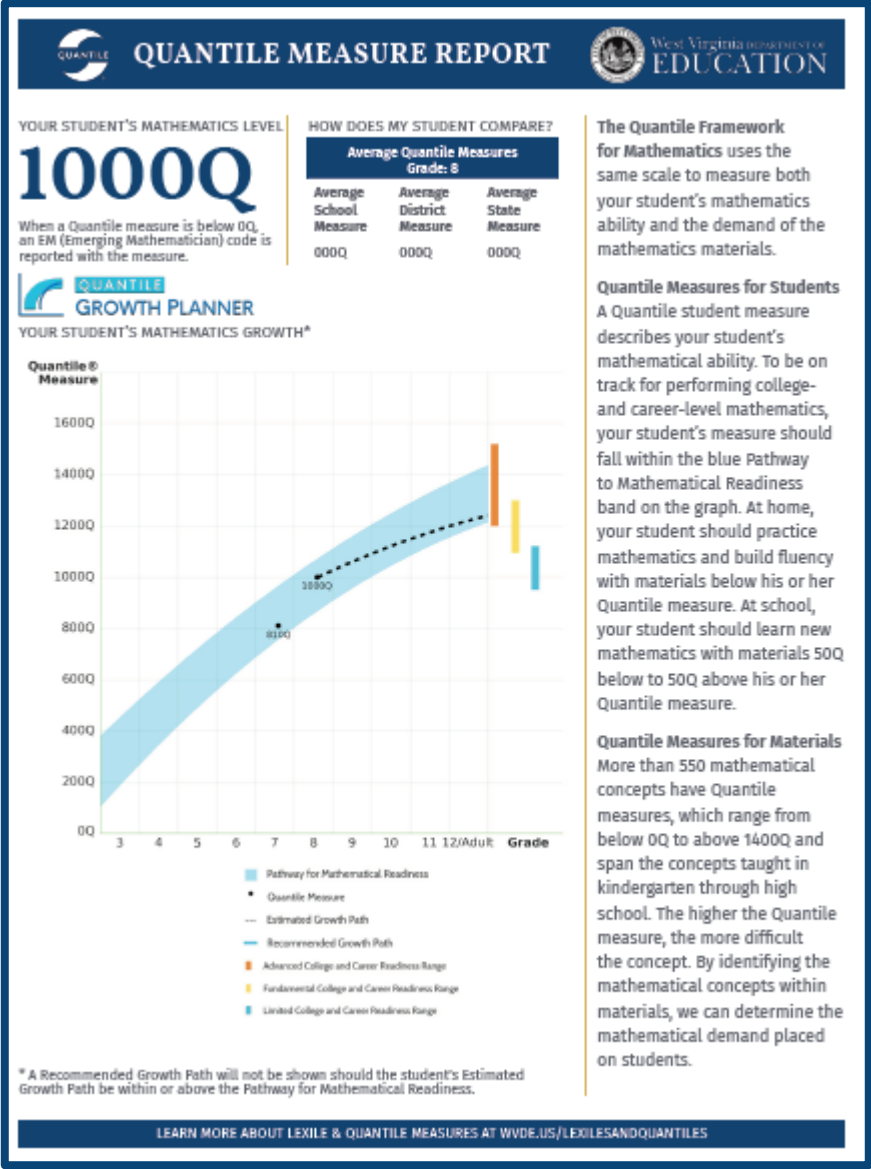 QUANTILE
QUANTILE MEASURE REPORT
West Virginia DEPARTMENT OF
EDUCATION
YOUR STUDENT'S MATHEMATICS LEVEL
1000Q
When a Quantile measure is below 0Q,
an EM (Emerging Mathematician) code is
reported with the measure.
HOW DOES MY STUDENT COMPARE?
Average Quantile Measures
Grade: 8
Average School Measure
Average District Measure
Average State Measure
000Q 000Q 000Q
QUANTILE
GROWTH PLANNER
YOUR STUDENT'S MATHEMATICS GROWTH*
Quantile®
Measure
1600Q
1400Q
1200Q
1000Q
800Q
600Q
400Q
200Q
0Q
1000Q
810Q
3 4 5 6 7 8 9 10 11 12/Adult Grade
Pathway for Mathematical Readiness
Quantile Measure
Estimated Growth Path
Recommended Growth Path
Advanced College and Career Readiness Range
Fundamental College and Career Readiness Range
Limited College and Career Readiness Range
* A Recommended Growth Path will not be shown should the student's Estimated
Growth Path be within or above the Pathway for Mathematical Readiness.
The Quantile Framework
for Mathematics uses the
same scale to measure both
your student's mathematics
ability and the demand of the
mathematics materials.
Quantile Measures for Students
A Quantile student measure
describes your student's
mathematical ability. To be on
track for performing college-
and career-level mathematics,
your student's measure should
fall within the blue Pathway
to Mathematical Readiness
band on the graph. At home,
your student should practice
mathematics and build fluency
with materials below his or her
Quantile measure. At school,
your student should learn new
mathematics with materials 50Q
below to 50Q above his or her
Quantile measure.
Quantile Measures for Materials
More than 550 mathematical
concepts have Quantile
measures, which range from
below 0Q to above 1400Q and
span the concepts taught in
kindergarten through high
school. The higher the Quantile
measure, the more difficult
the concept. By identifying the
mathematical concepts within
materials, we can determine the
mathematical demand placed
on students.
LEARN MORE ABOUT LEXILE & QUANTILE MEASURES AT WVDE.US/LEXILESANDQUANTILES